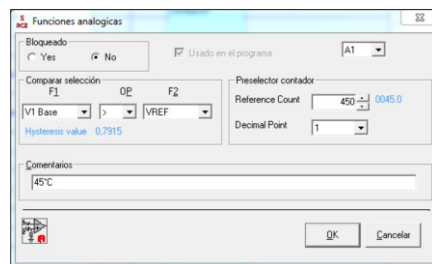 Funciones analogicas
Bloqueado
Yes No
Usado en el programa
A1
Comparar selección
F1 OP F2
V1 Base > VREF
Hysteresis value 0,7915
Preselector contador
Reference Count 450 0045.0
Decimal Point 1
Comentarios
45°C
OK Cancelar